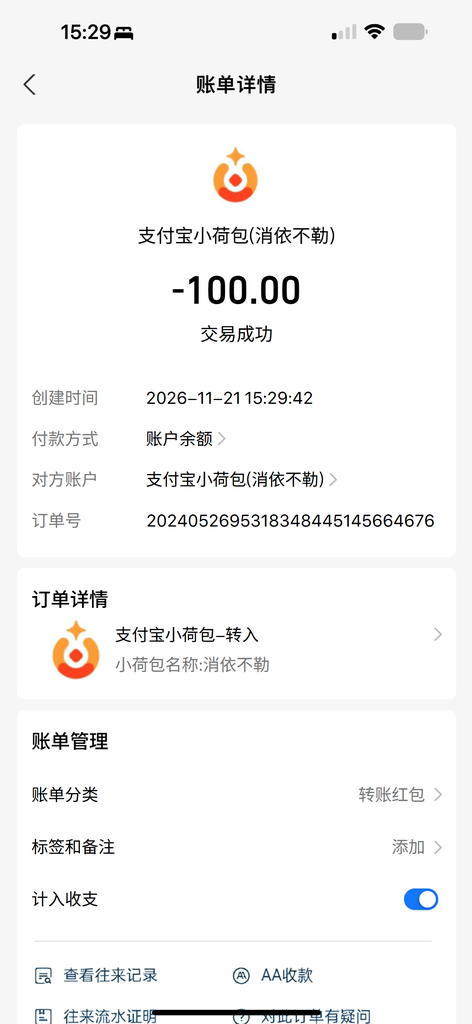 15:29
账单详情
支付宝小荷包(消依不勒)
-100.00
交易成功
创建时间 2026-11-21 15:29:42
付款方式 账户余额
对方账户 支付宝小荷包(消依不勒)
订单号 2024052695318348445145664676
订单详情
支付宝小荷包-转入
小荷包名称:消依不勒
账单管理
账单分类 转账红包
标签和备注 添加
计入收支
查看往来记录 AA收款
往来流水证明 对此订单有疑问